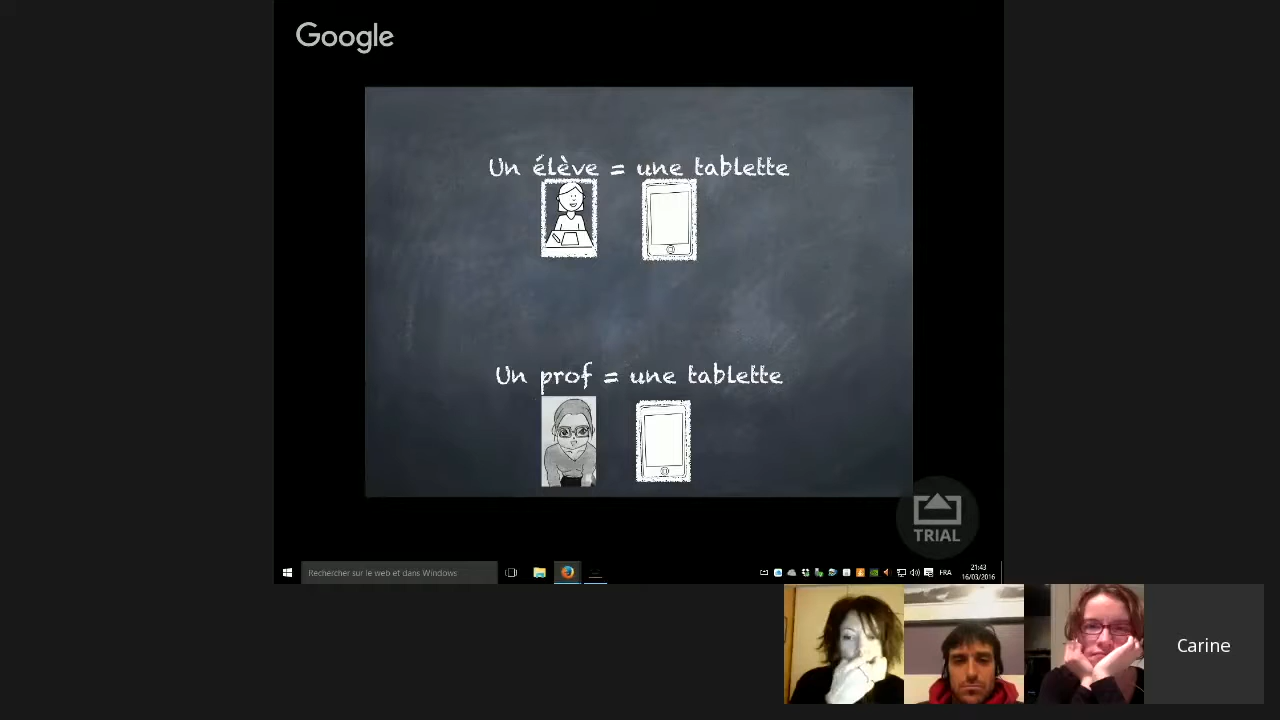 Google
Un élève = une tablette
Un prof = une tablette
TRIAL
Rechercher sur le web et dans Windows
FRA
21:43
16/03/2016
Carine